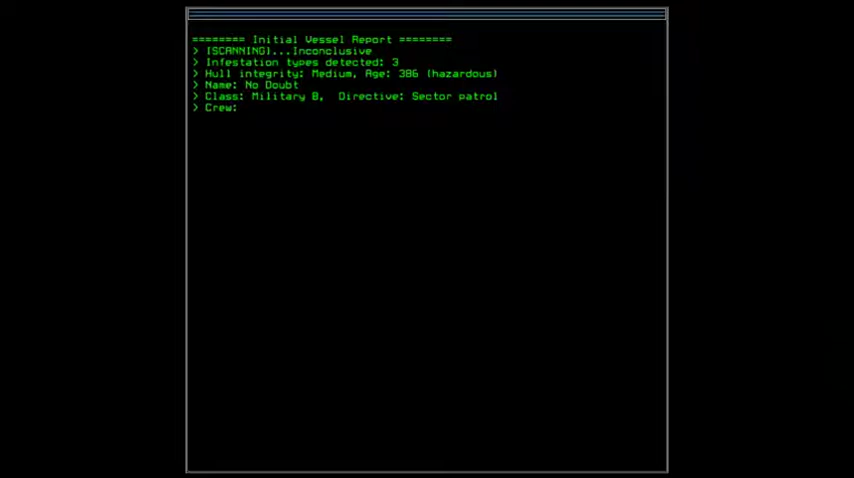 ======== Initial Vessel Report ========
> [SCANNING]...Inconclusive
> Infestation types detected: 3
> Hull integrity: Medium, Age: 386 (hazardous)
> Name: No Doubt
> Class: Military B,  Directive: Sector patrol
> Crew: